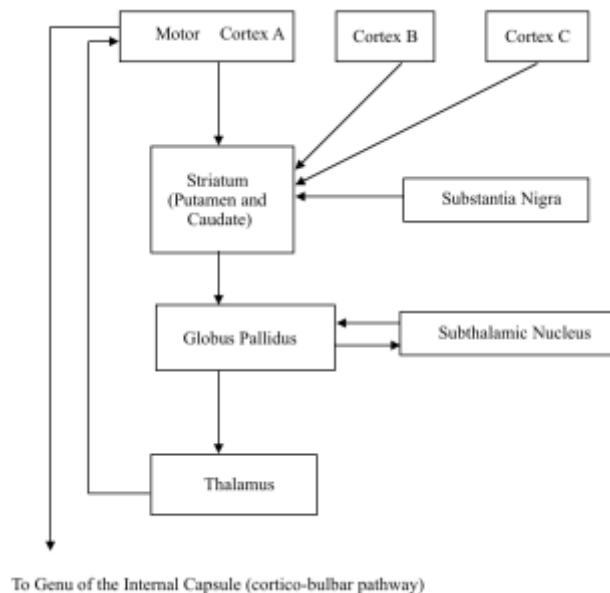 Motor Cortex A
Cortex B
Cortex C
Striatum
(Putamen and
Caudate)
Substantia Nigra
Globus Pallidus
Subthalamic Nucleus
Thalamus
To Genu of the Internal Capsule (cortico-bulbar pathway)